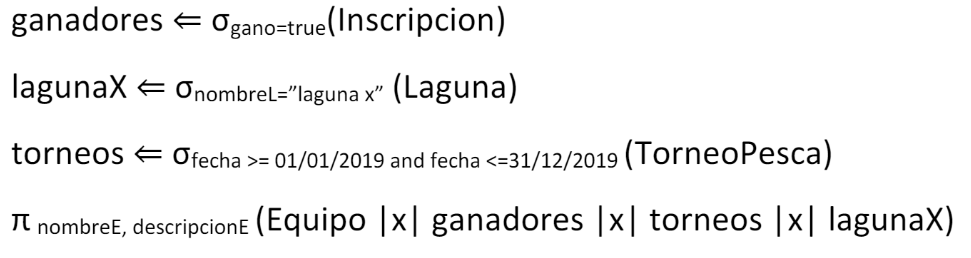 ganadores ⇐ σgano=true(Inscripcion)
lagunaX ⇐ σnombreL=”laguna x” (Laguna)
torneos ⇐ σfecha >= 01/01/2019 and fecha <=31/12/2019 (TorneoPesca)
π nombreE, descripcionE (Equipo |x| ganadores |x| torneos |x| lagunaX)